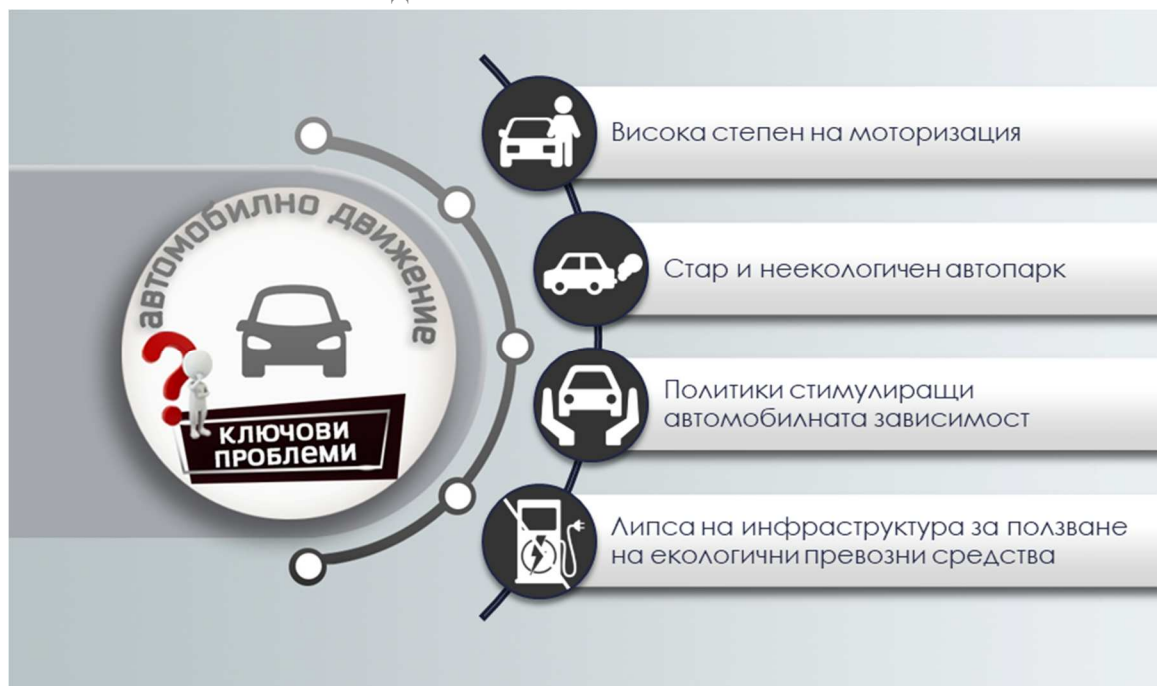 автомобилно движение
КЛЮЧОВИ
ПРОБЛЕМИ
Висока степен на моторизация
Стар и неекологичен автопарк
Политики стимулиращи
автомобилната зависимост
Липса на инфраструктура за ползване
на екологични превозни средства